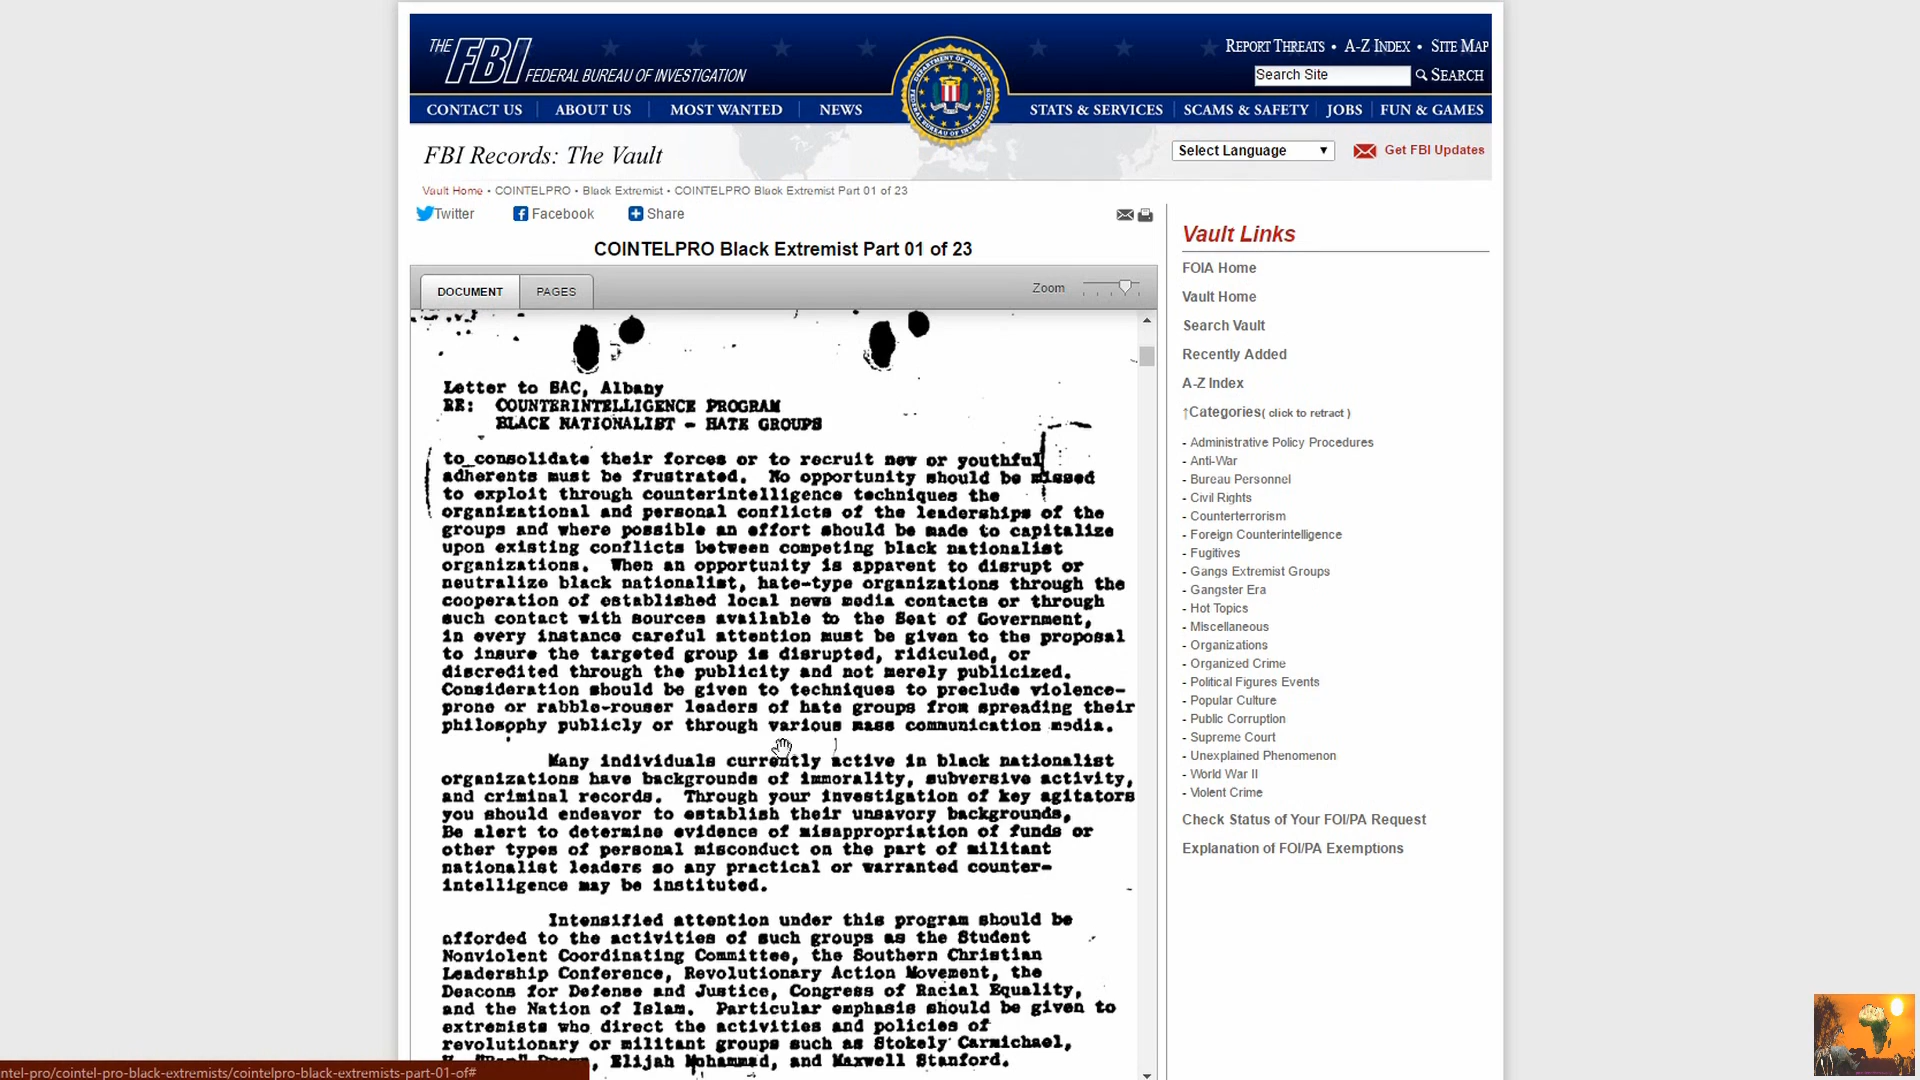 THE FBI FEDERAL BUREAU OF INVESTIGATION
REPORT THREATS • A-Z INDEX • SITE MAP
Search Site SEARCH
CONTACT US ABOUT US MOST WANTED NEWS STATS & SERVICES SCAMS & SAFETY JOBS FUN & GAMES
FBI Records: The Vault
Select Language ▼ Get FBI Updates
Vault Home • COINTELPRO • Black Extremist • COINTELPRO Black Extremist Part 01 of 23
Twitter Facebook Share
COINTELPRO Black Extremist Part 01 of 23
DOCUMENT PAGES Zoom
Letter to SAC, Albany
RE: COUNTERINTELLIGENCE PROGRAM
BLACK NATIONALIST - HATE GROUPS
to consolidate their forces or to recruit new or youthful
adherents must be frustrated. No opportunity should be missed
to exploit through counterintelligence techniques the
organizational and personal conflicts of the leaderships of the
groups and where possible an effort should be made to capitalize
upon existing conflicts between competing black nationalist
organizations. When an opportunity is apparent to disrupt or
neutralize black nationalist, hate-type organizations through the
cooperation of established local news media contacts or through
such contact with sources available to the Seat of Government,
in every instance careful attention must be given to the proposal
to insure the targeted group is disrupted, ridiculed, or
discredited through the publicity and not merely publicized.
Consideration should be given to techniques to preclude violence-
prone or rabble-rouser leaders of hate groups from spreading their
philosophy publicly or through various mass communication media.
Many individuals currently active in black nationalist
organizations have backgrounds of immorality, subversive activity,
and criminal records. Through your investigation of key agitators
you should endeavor to establish their unsavory backgrounds,
Be alert to determine evidence of misappropriation of funds or
other types of personal misconduct on the part of militant
nationalist leaders so any practical or warranted counter-
intelligence may be instituted.
Intensified attention under this program should be
afforded to the activities of such groups as the Student
Nonviolent Coordinating Committee, the Southern Christian
Leadership Conference, Revolutionary Action Movement, the
Deacons for Defense and Justice, Congress of Racial Equality,
and the Nation of Islam. Particular emphasis should be given to
extremists who direct the activities and policies of
revolutionary or militant groups such as Stokely Carmichael,
Elijah Mohammad, and Maxwell Stanford.
Vault Links
FOIA Home
Vault Home
Search Vault
Recently Added
A-Z Index
↑Categories( click to retract )
- Administrative Policy Procedures
- Anti-War
- Bureau Personnel
- Civil Rights
- Counterterrorism
- Foreign Counterintelligence
- Fugitives
- Gangs Extremist Groups
- Gangster Era
- Hot Topics
- Miscellaneous
- Organizations
- Organized Crime
- Political Figures Events
- Popular Culture
- Public Corruption
- Supreme Court
- Unexplained Phenomenon
- World War II
- Violent Crime
Check Status of Your FOI/PA Request
Explanation of FOI/PA Exemptions
ntel-pro/cointel-pro-black-extremists/cointelpro-black-extremists-part-01-of#